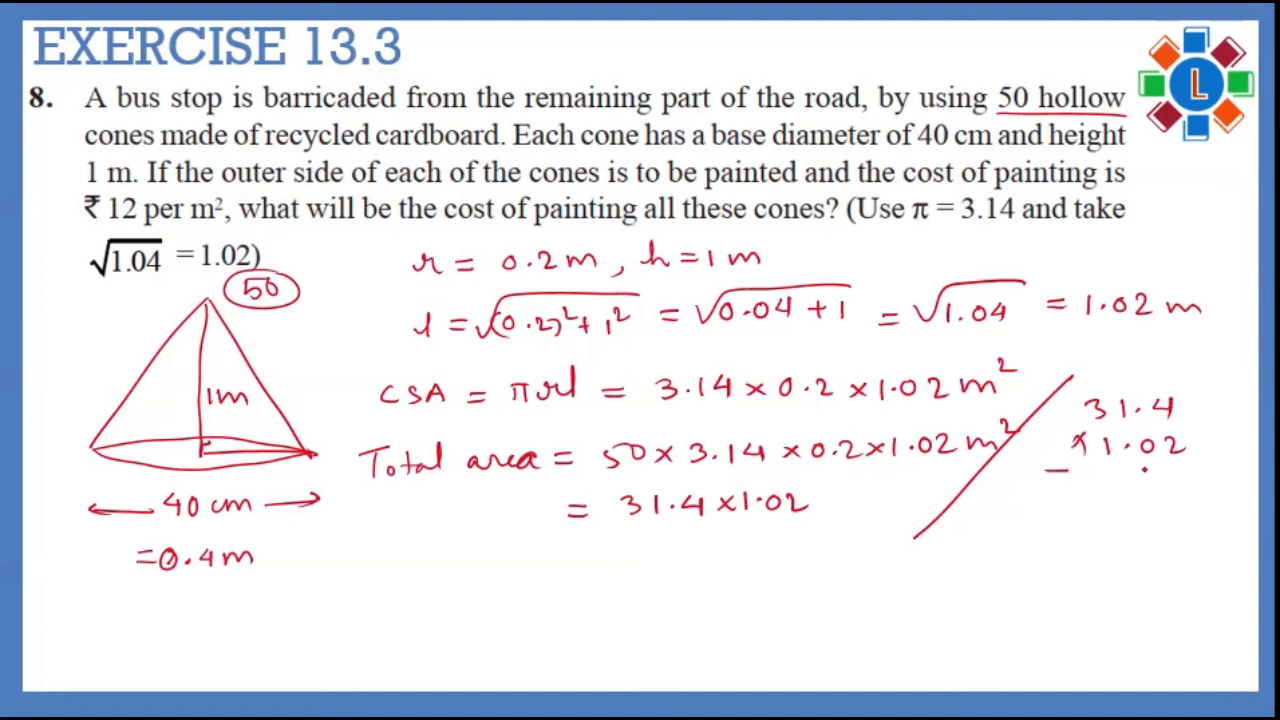 EXERCISE 13.3
L
8. A bus stop is barricaded from the remaining part of the road, by using 50 hollow
cones made of recycled cardboard. Each cone has a base diameter of 40 cm and height
1 m. If the outer side of each of the cones is to be painted and the cost of painting is
₹ 12 per m², what will be the cost of painting all these cones? (Use π = 3.14 and take
√1.04 = 1.02)
r = 0.2 m, h = 1 m
50
l = √(0.2)² + 1² = √0.04 + 1 = √1.04 = 1.02 m
1m
CSA = πrl = 3.14 × 0.2 × 1.02 m²
31.4
× 1.02
Total area = 50 × 3.14 × 0.2 × 1.02 m²
= 31.4 × 1.02
40 cm
= 0.4 m